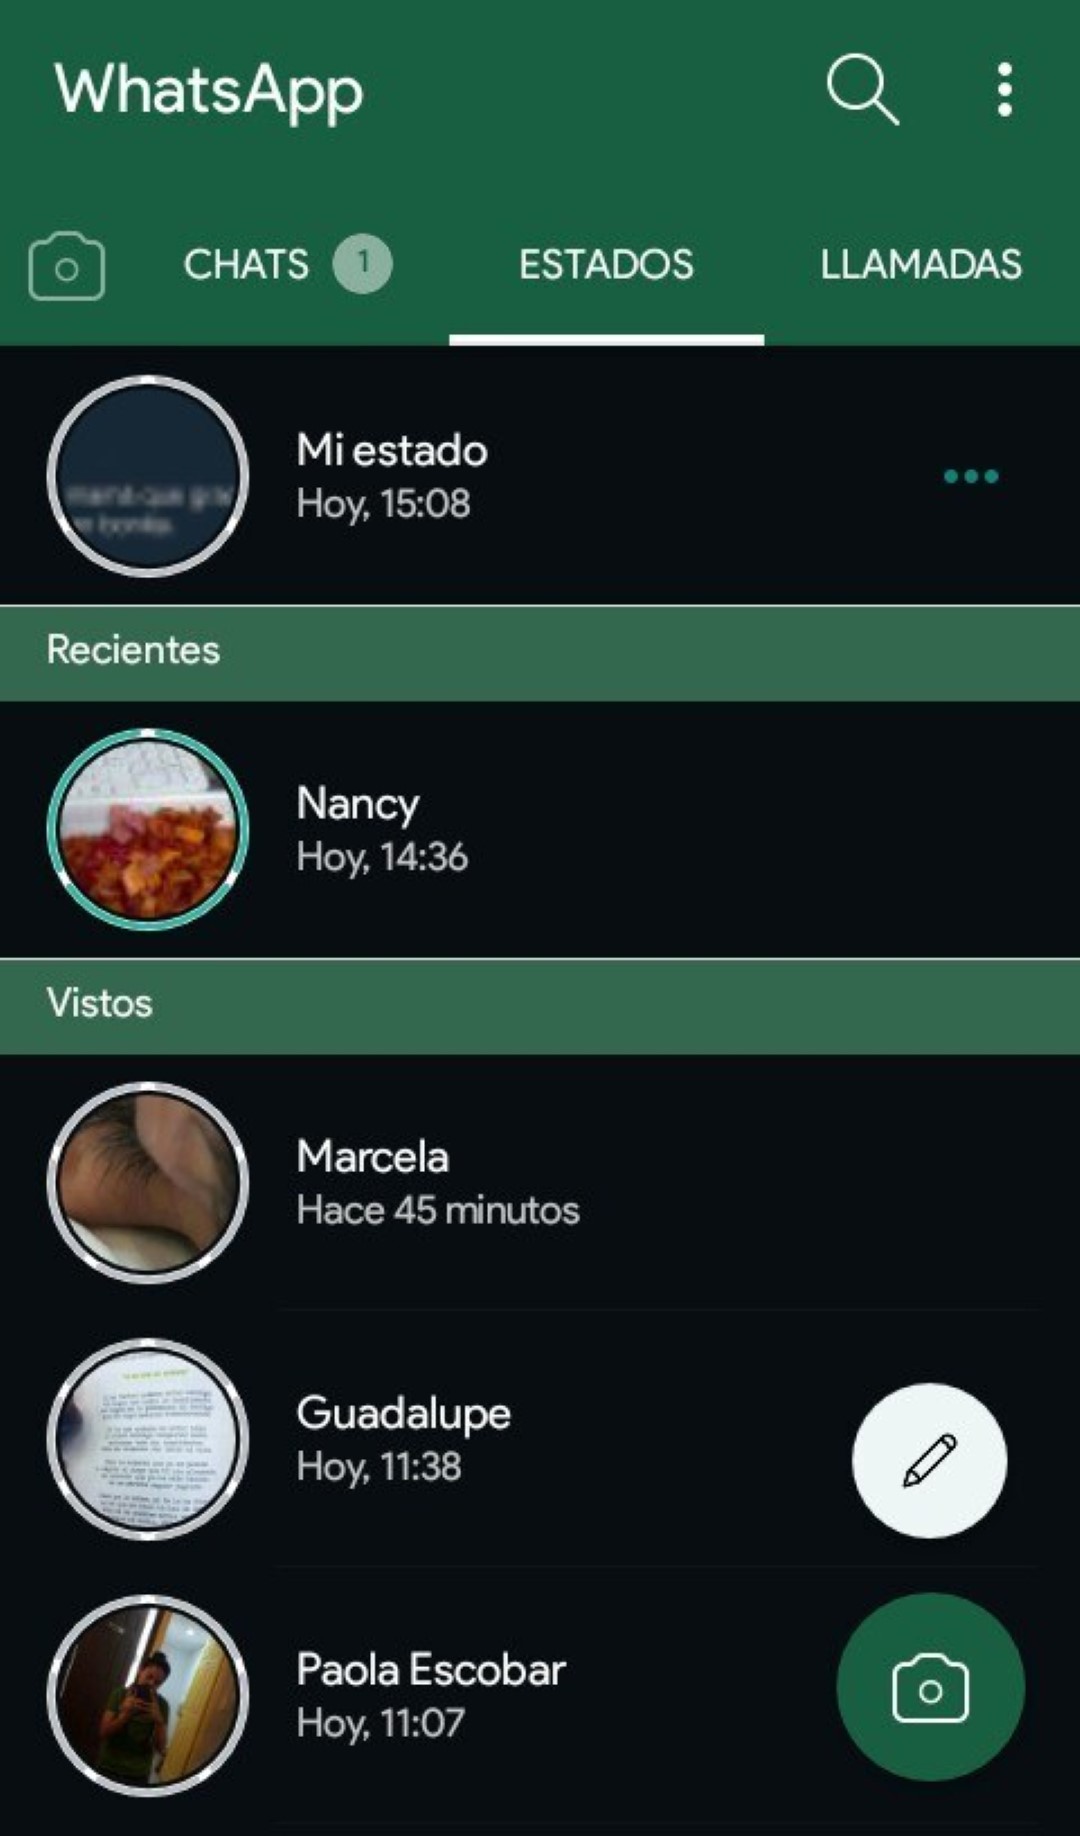 WhatsApp
CHATS 1
ESTADOS
LLAMADAS
Mi estado
Hoy, 15:08
Recientes
Nancy
Hoy, 14:36
Vistos
Marcela
Hace 45 minutos
Guadalupe
Hoy, 11:38
Paola Escobar
Hoy, 11:07